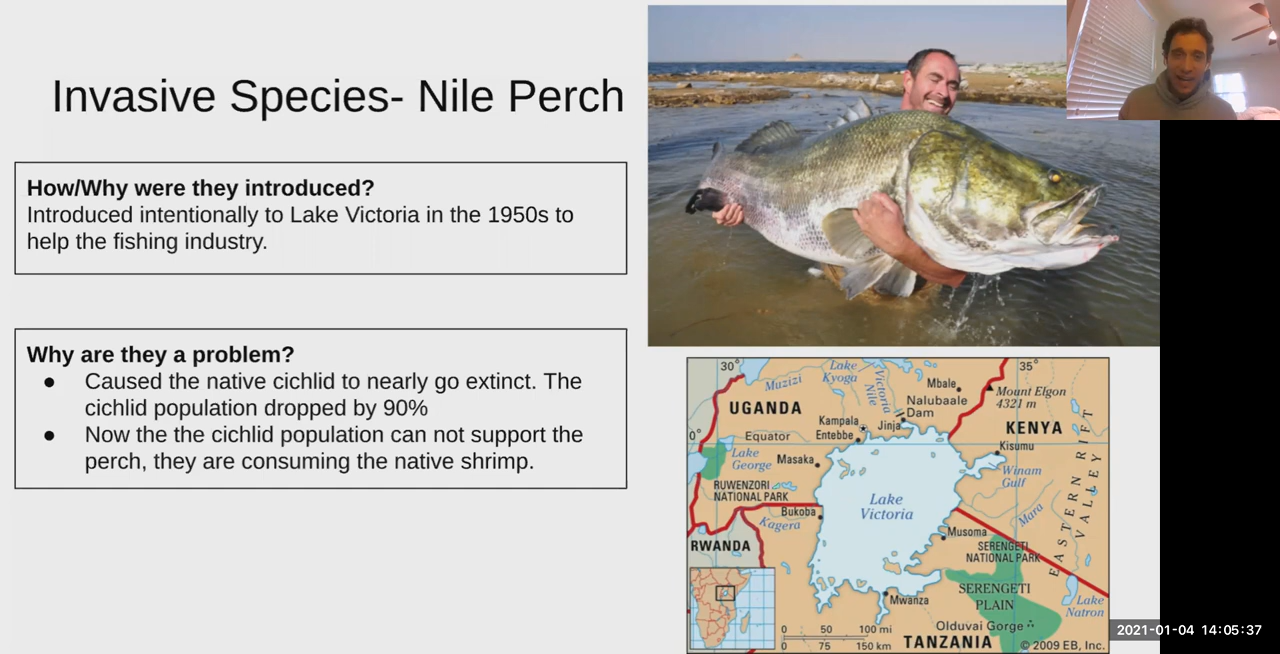 Invasive Species- Nile Perch
How/Why were they introduced?
Introduced intentionally to Lake Victoria in the 1950s to
help the fishing industry.
Why are they a problem?
● Caused the native cichlid to nearly go extinct. The
cichlid population dropped by 90%
● Now the the cichlid population can not support the
perch, they are consuming the native shrimp.
30°
35°
Muzizi
Lake
Kyoga
Victoria
Nile
Mbale
Mount Elgon
4321 m
UGANDA
Nalubaale
Dam
Kampala
Jinja
KENYA
0°
Equator
Entebbe
Kisumu
Lake
George
Masaka
Winam
Gulf
RUWENZORI
NATIONAL PARK
Lake
Victoria
EASTERN RIFT
VALLEY
Bukoba
Kagera
Mara
Musoma
RWANDA
SERENGETI
NATIONAL PARK
SERENGETI
PLAIN
Mwanza
Lake
Natron
Olduvai Gorge
0 50 100 mi
0 75 150 km
TANZANIA
© 2009 EB, Inc.
2021-01-04 14:05:37